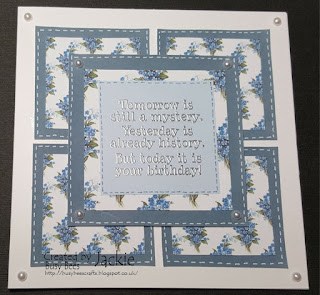 Tomorrow is
still a mystery.
Yesterday is
already history.
But today it is
your birthday!
Created by Jackie
Busy Bees
http://busybeescrafts.blogspot.co.uk/